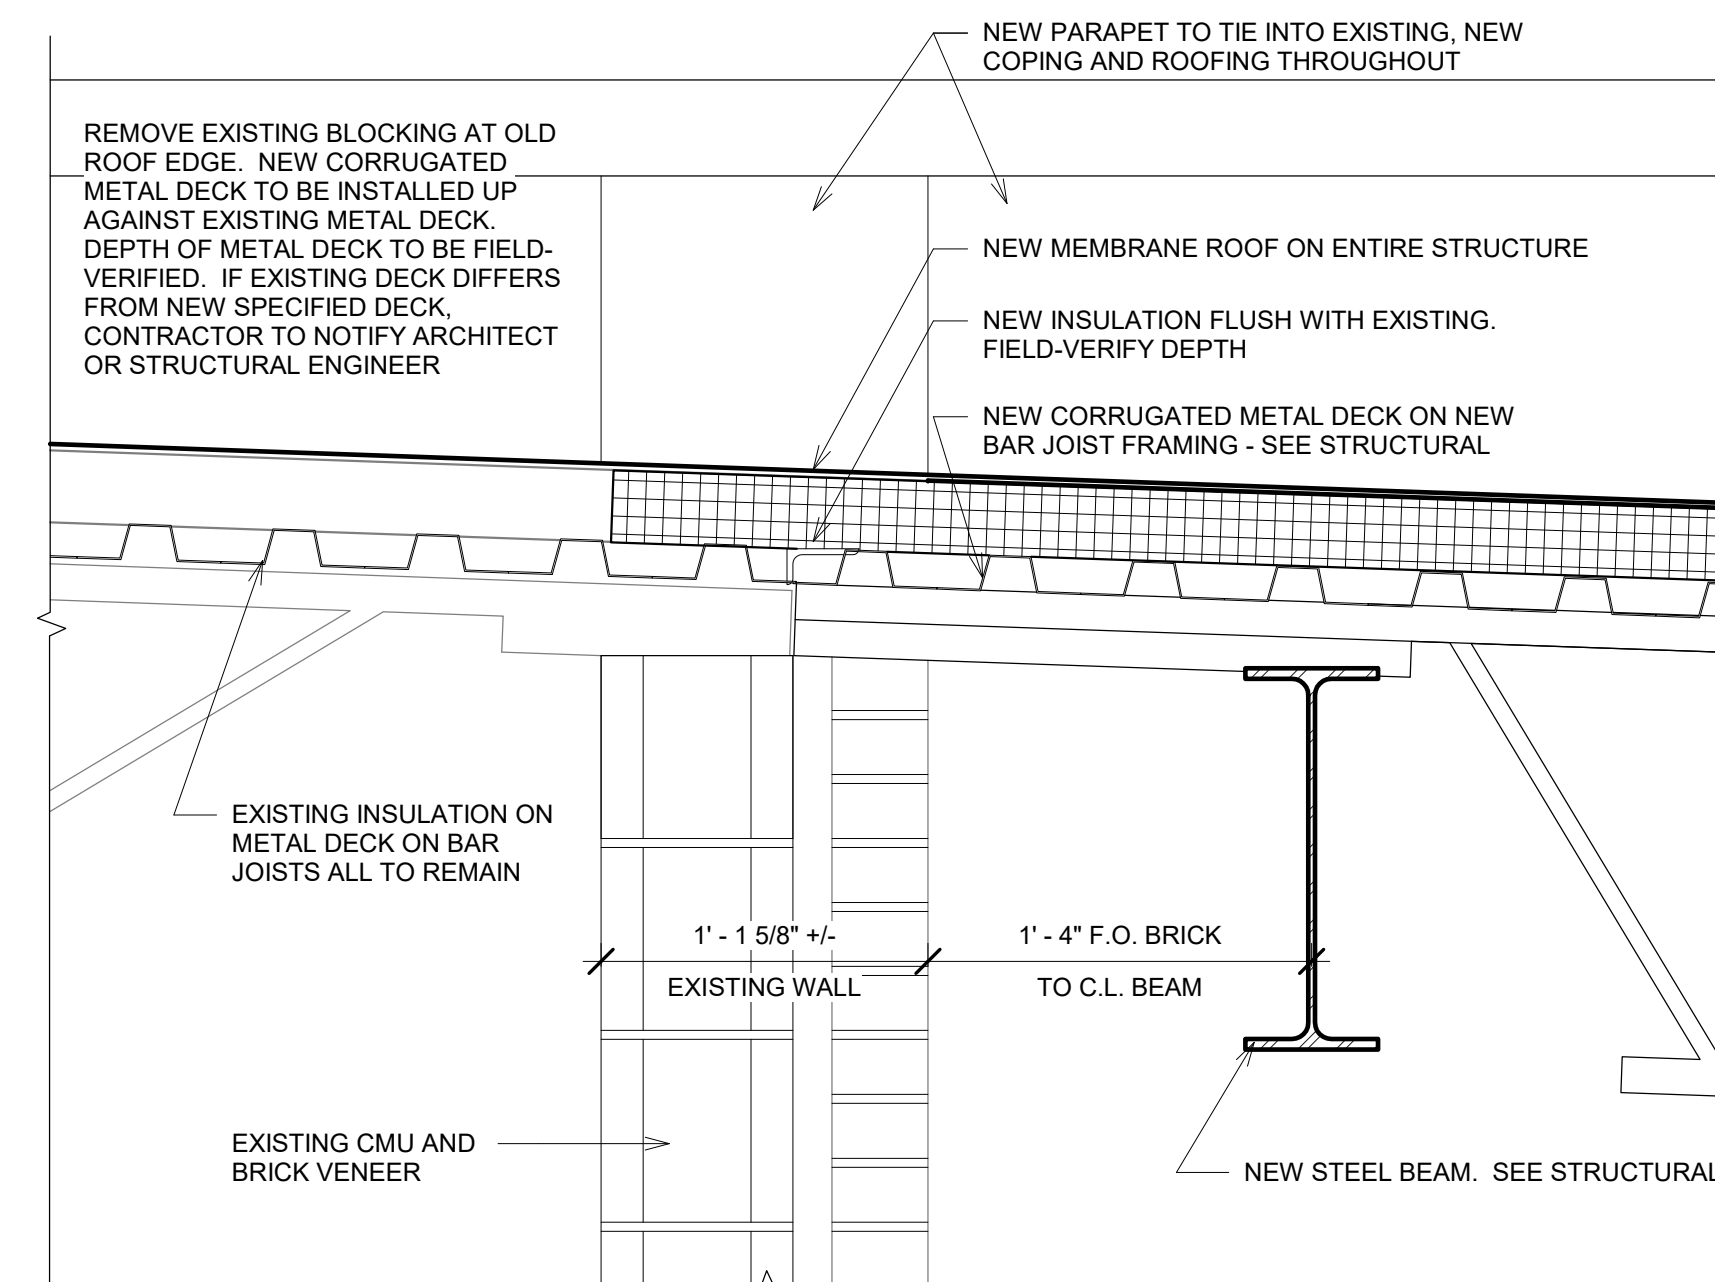 NEW PARAPET TO TIE INTO EXISTING, NEW
COPING AND ROOFING THROUGHOUT
REMOVE EXISTING BLOCKING AT OLD
ROOF EDGE. NEW CORRUGATED
METAL DECK TO BE INSTALLED UP
AGAINST EXISTING METAL DECK.
DEPTH OF METAL DECK TO BE FIELD-
VERIFIED. IF EXISTING DECK DIFFERS
FROM NEW SPECIFIED DECK,
CONTRACTOR TO NOTIFY ARCHITECT
OR STRUCTURAL ENGINEER
NEW MEMBRANE ROOF ON ENTIRE STRUCTURE
NEW INSULATION FLUSH WITH EXISTING.
FIELD-VERIFY DEPTH
NEW CORRUGATED METAL DECK ON NEW
BAR JOIST FRAMING - SEE STRUCTURAL
EXISTING INSULATION ON
METAL DECK ON BAR
JOISTS ALL TO REMAIN
1' - 1 5/8" +/-
EXISTING WALL
1' - 4" F.O. BRICK
TO C.L. BEAM
EXISTING CMU AND
BRICK VENEER
NEW STEEL BEAM. SEE STRUCTURAL